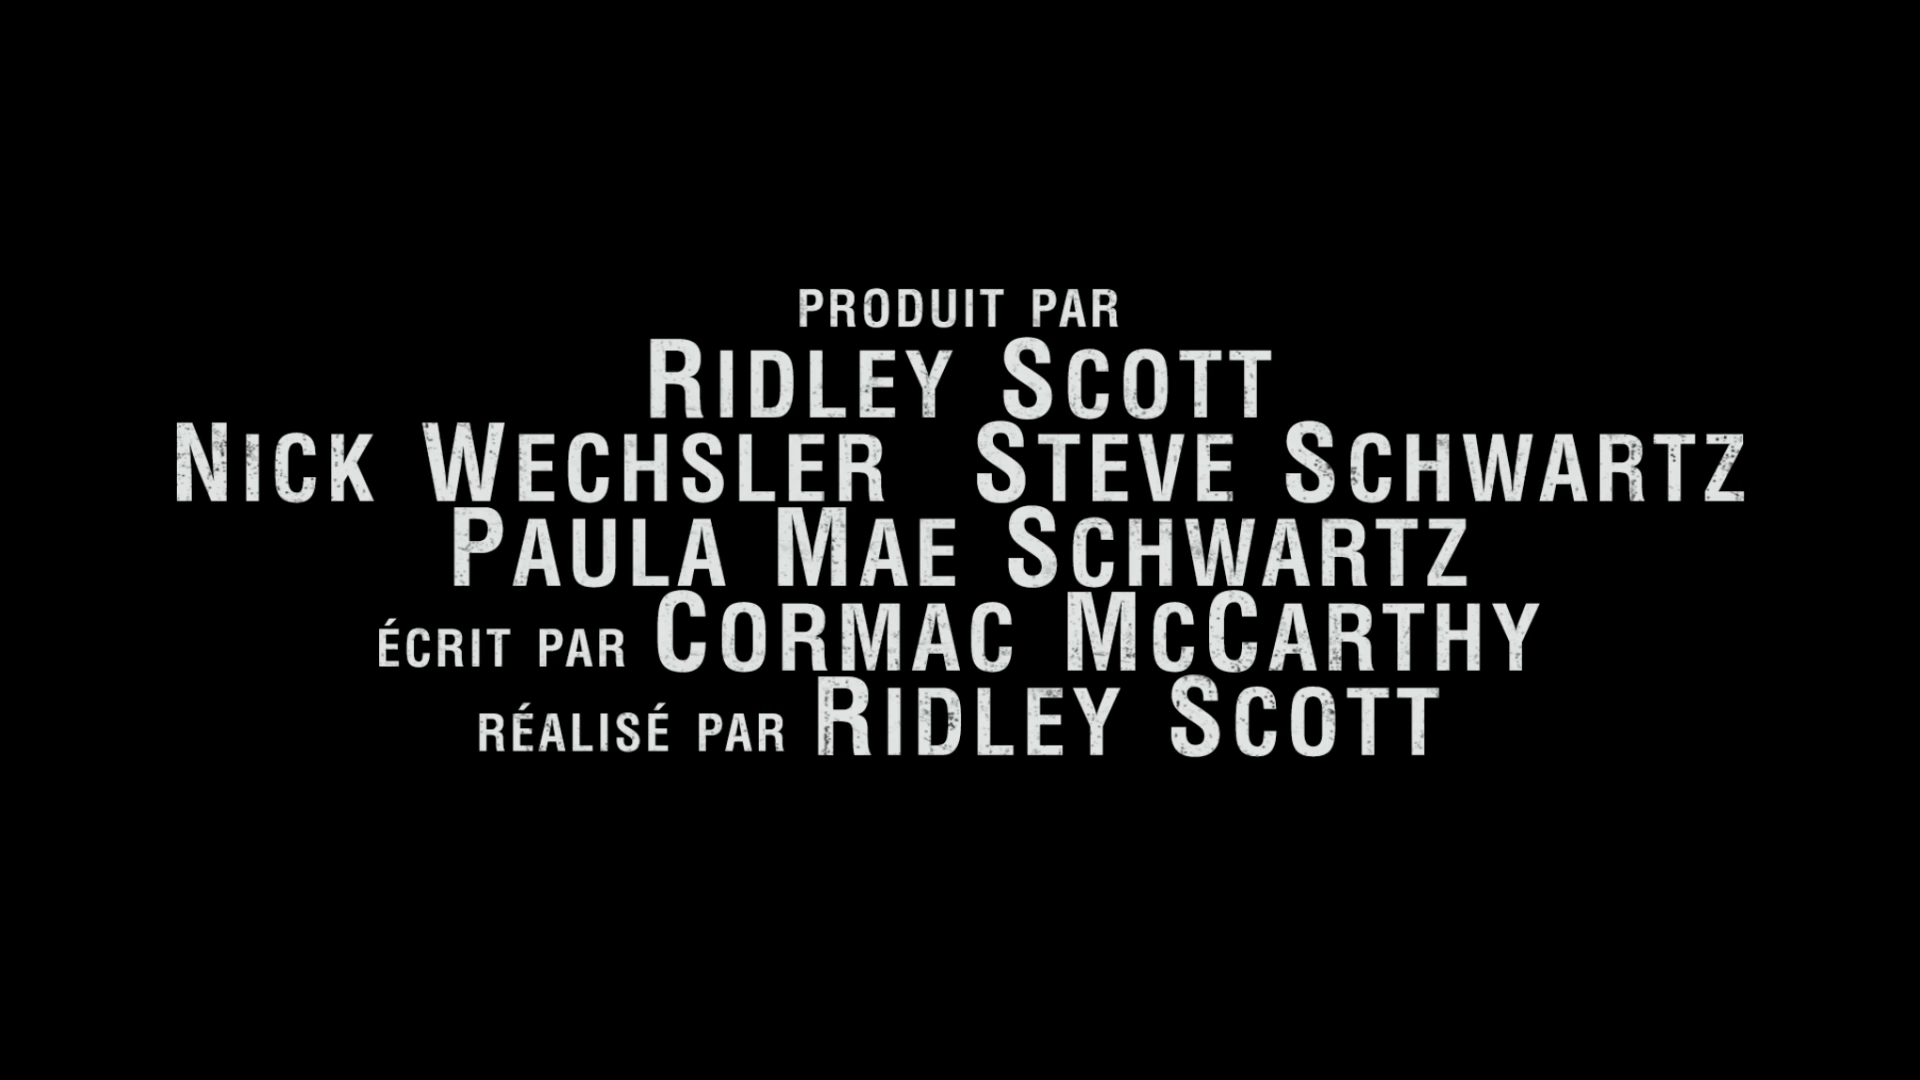 PRODUIT PAR
RIDLEY SCOTT
NICK WECHSLER STEVE SCHWARTZ
PAULA MAE SCHWARTZ
ÉCRIT PAR CORMAC MCCARTHY
RÉALISÉ PAR RIDLEY SCOTT